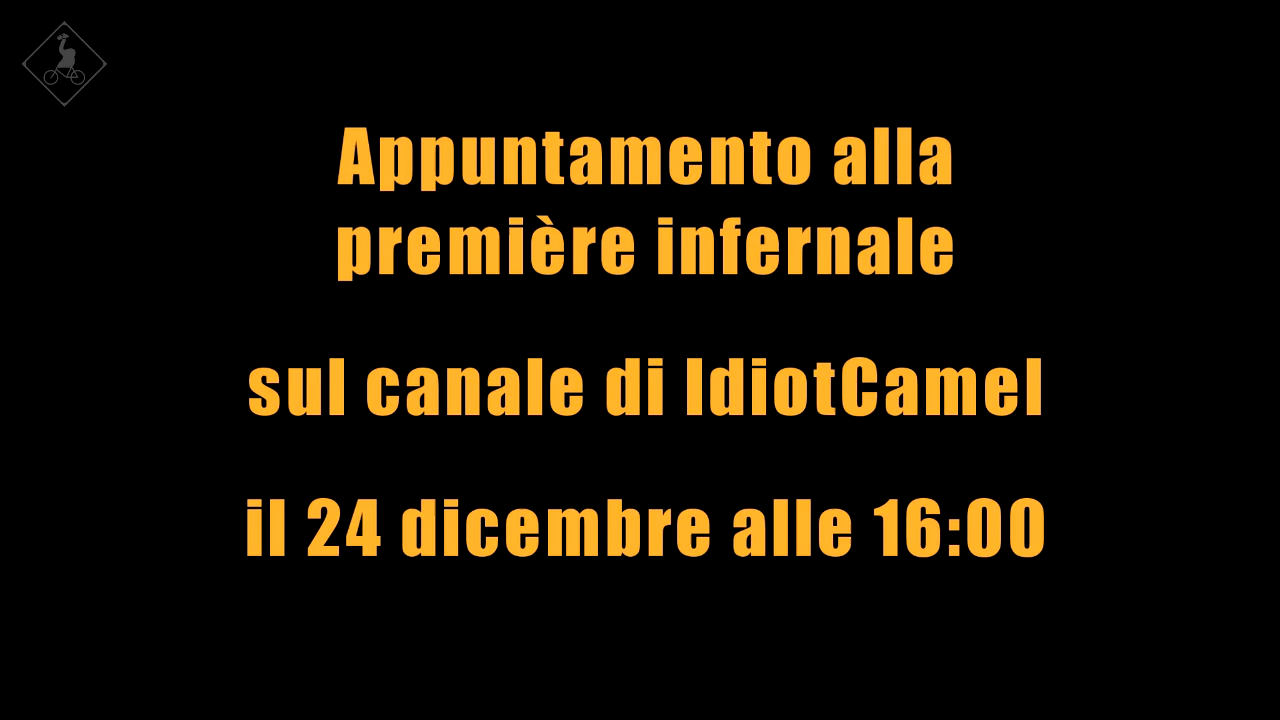 Appuntamento alla
première infernale
sul canale di IdiotCamel
il 24 dicembre alle 16:00